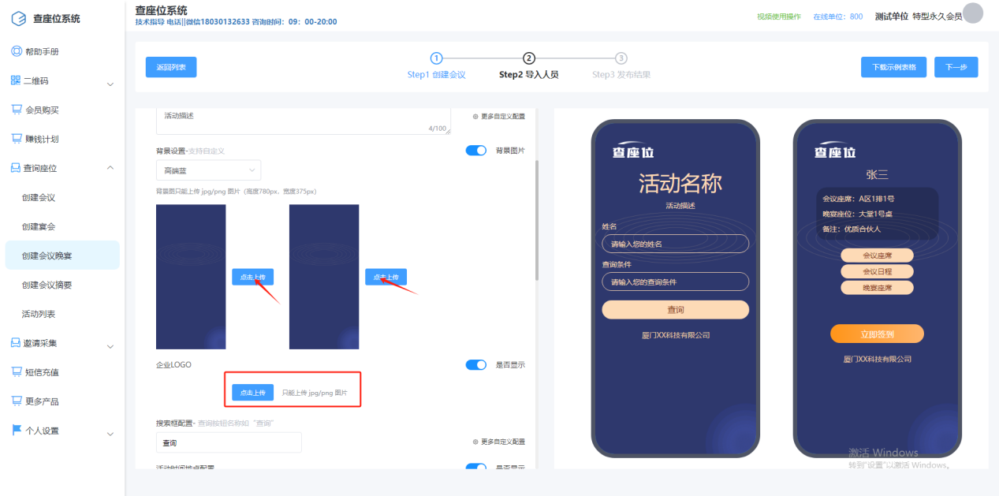 查座位系统
帮助手册
二维码
会员购买
赚钱计划
查询座位
创建会议
创建宴会
创建会议晚宴
创建会议摘要
活动列表
邀请采集
短信充值
更多产品
个人设置
查座位系统
技术指导 电话||微信18030132633 咨询时间：09：00-20:00
视频使用操作 在线单位：800 测试单位 特型永久会员
返回列表
1 2 3
Step1 创建会议 Step2 导入人员 Step3 发布结果
下载示例表格 下一步
活动描述
4/100
更多自定义配置
背景设置-支持自定义
背景图片
高端蓝
背景图只能上传 jpg/png 图片（高度780px，宽度375px）
点击上传 点击上传
企业LOGO
是否显示
点击上传 只能上传 jpg/png 图片
搜索框配置- 查询按钮名称如“查询”
查询
更多自定义配置
活动时间地点配置
是否显示
查座位
活动名称
活动描述
姓名
请输入您的姓名
查询条件
请输入您的查询条件
查询
厦门XX科技有限公司
查座位
张三
会议座席：A区1排1号
晚宴座位：大堂1号桌
备注：优质合伙人
会议座席
会议日程
晚宴座席
立即签到
厦门XX科技有限公司
激活 Windows
转到"设置"以激活 Windows。